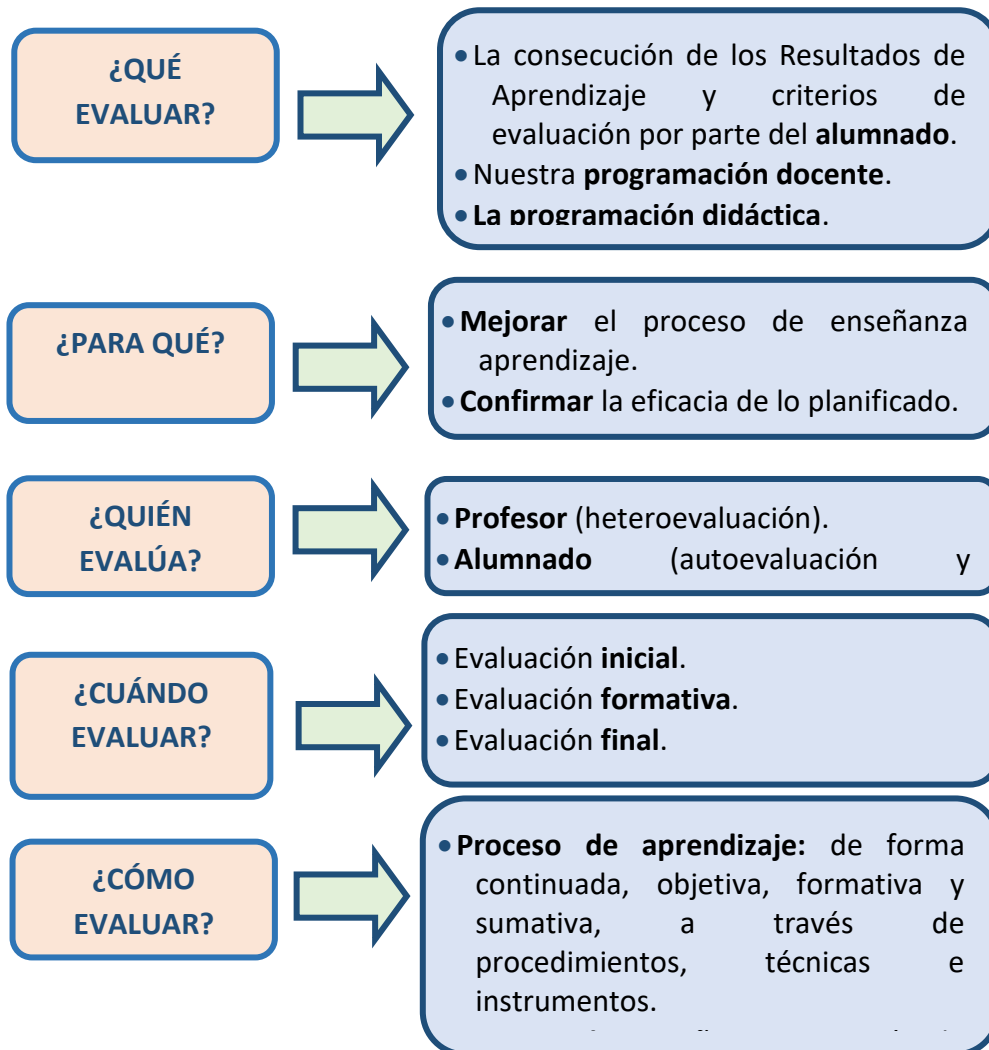 ¿QUÉ
EVALUAR?
• La consecución de los Resultados de
Aprendizaje y criterios de
evaluación por parte del alumnado.
• Nuestra programación docente.
• La programación didáctica.
¿PARA QUÉ?
• Mejorar el proceso de enseñanza
aprendizaje.
• Confirmar la eficacia de lo planificado.
¿QUIÉN
EVALÚA?
• Profesor (heteroevaluación).
• Alumnado (autoevaluación y
¿CUÁNDO
EVALUAR?
• Evaluación inicial.
• Evaluación formativa.
• Evaluación final.
¿CÓMO
EVALUAR?
• Proceso de aprendizaje: de forma
continuada, objetiva, formativa y
sumativa, a través de
procedimientos, técnicas e
instrumentos.